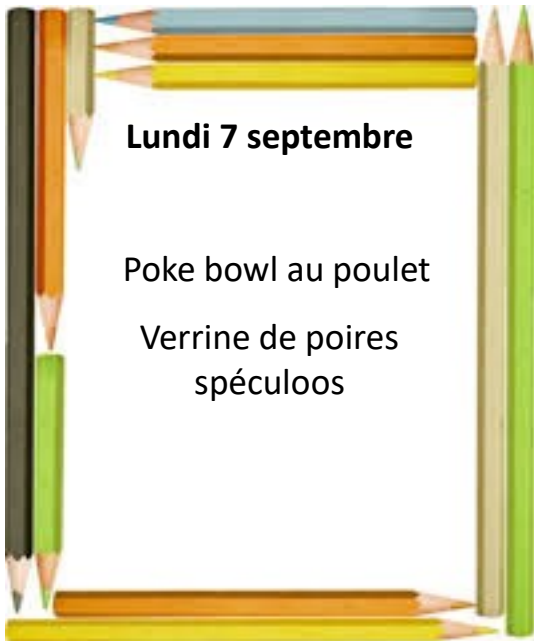 Lundi 7 septembre
Poke bowl au poulet
Verrine de poires
spéculoos